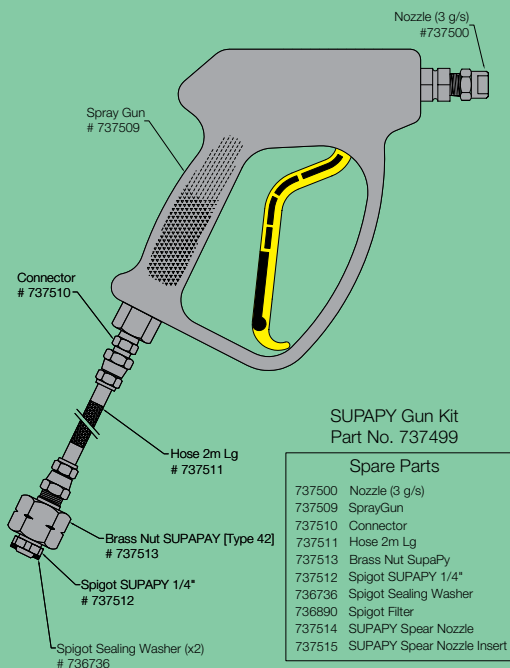 Nozzle (3 g/s)
#737500
Spray Gun
# 737509
Connector
# 737510
Hose 2m Lg
# 737511
Brass Nut SUPAPAY [Type 42]
# 737513
Spigot SUPAPY 1/4"
# 737512
Spigot Sealing Washer (x2)
# 736736
SUPAPY Gun Kit
Part No. 737499
Spare Parts
737500 Nozzle (3 g/s)
737509 SprayGun
737510 Connector
737511 Hose 2m Lg
737513 Brass Nut SupaPy
737512 Spigot SUPAPY 1/4"
736736 Spigot Sealing Washer
736890 Spigot Filter
737514 SUPAPY Spear Nozzle
737515 SUPAPY Spear Nozzle Insert